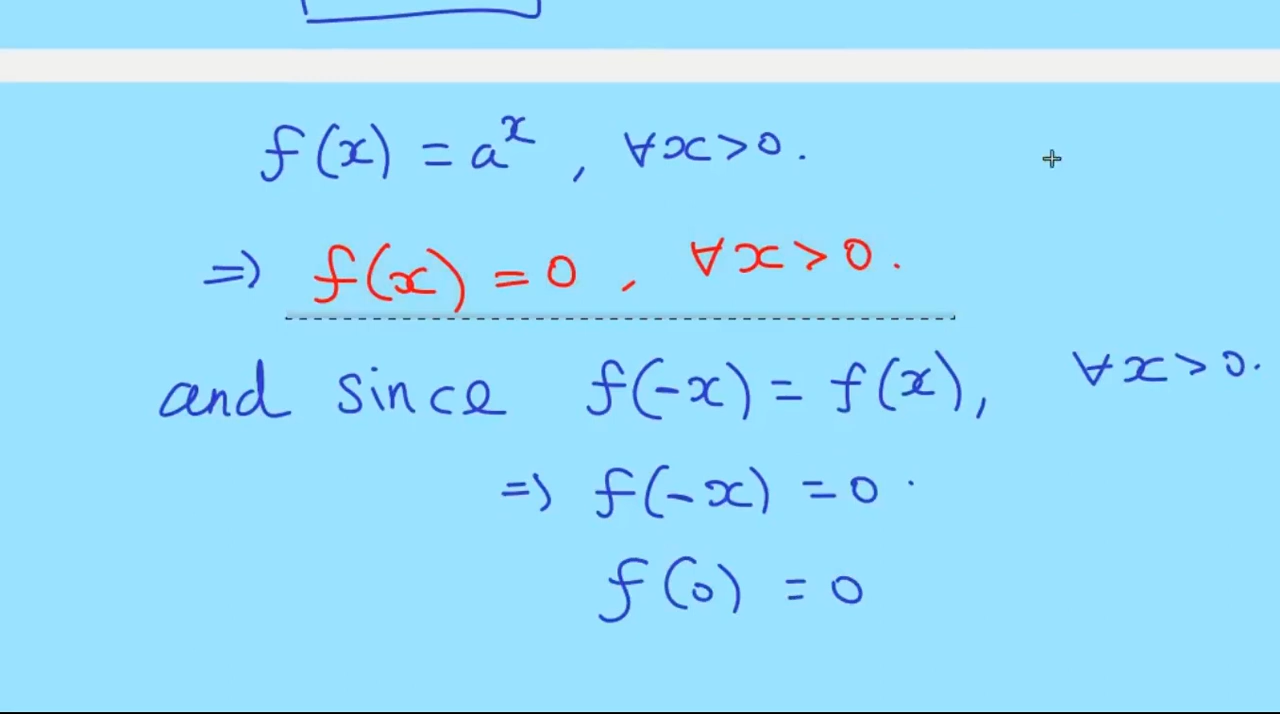 f(x) = a^x , ∀x>0.
⇒ f(x) = 0 , ∀x>0.
and since f(-x) = f(x), ∀x>0.
⇒ f(-x) = 0.
f(0) = 0